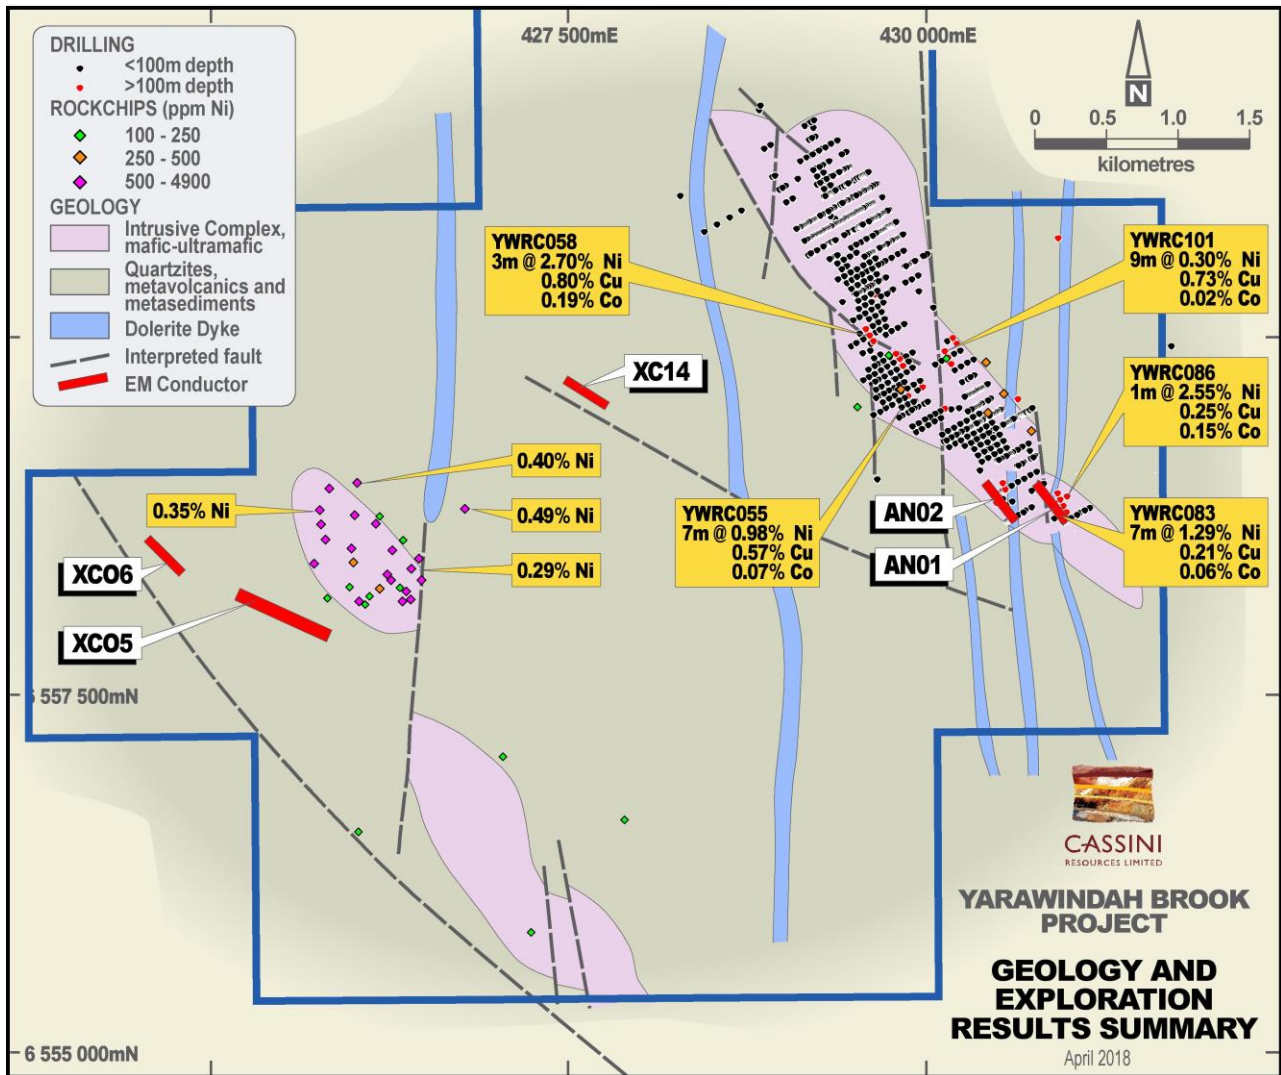 427 500mE
430 000mE
DRILLING
<100m depth
>100m depth
ROCKCHIPS (ppm Ni)
100 - 250
250 - 500
500 - 4900
GEOLOGY
Intrusive Complex,
mafic-ultramafic
Quartzites,
metavolcanics and
metasediments
Dolerite Dyke
Interpreted fault
EM Conductor
N
0 0.5 1.0 1.5
kilometres
YWRC058
3m @ 2.70% Ni
0.80% Cu
0.19% Co
YWRC101
9m @ 0.30% Ni
0.73% Cu
0.02% Co
XC14
YWRC086
1m @ 2.55% Ni
0.25% Cu
0.15% Co
0.40% Ni
0.35% Ni
0.49% Ni
0.29% Ni
YWRC055
7m @ 0.98% Ni
0.57% Cu
0.07% Co
AN02
AN01
YWRC083
7m @ 1.29% Ni
0.21% Cu
0.06% Co
XCO6
XCO5
6 557 500mN
CASSINI
RESOURCES LIMITED
YARAWINDAH BROOK
PROJECT
GEOLOGY AND
EXPLORATION
RESULTS SUMMARY
April 2018
6 555 000mN